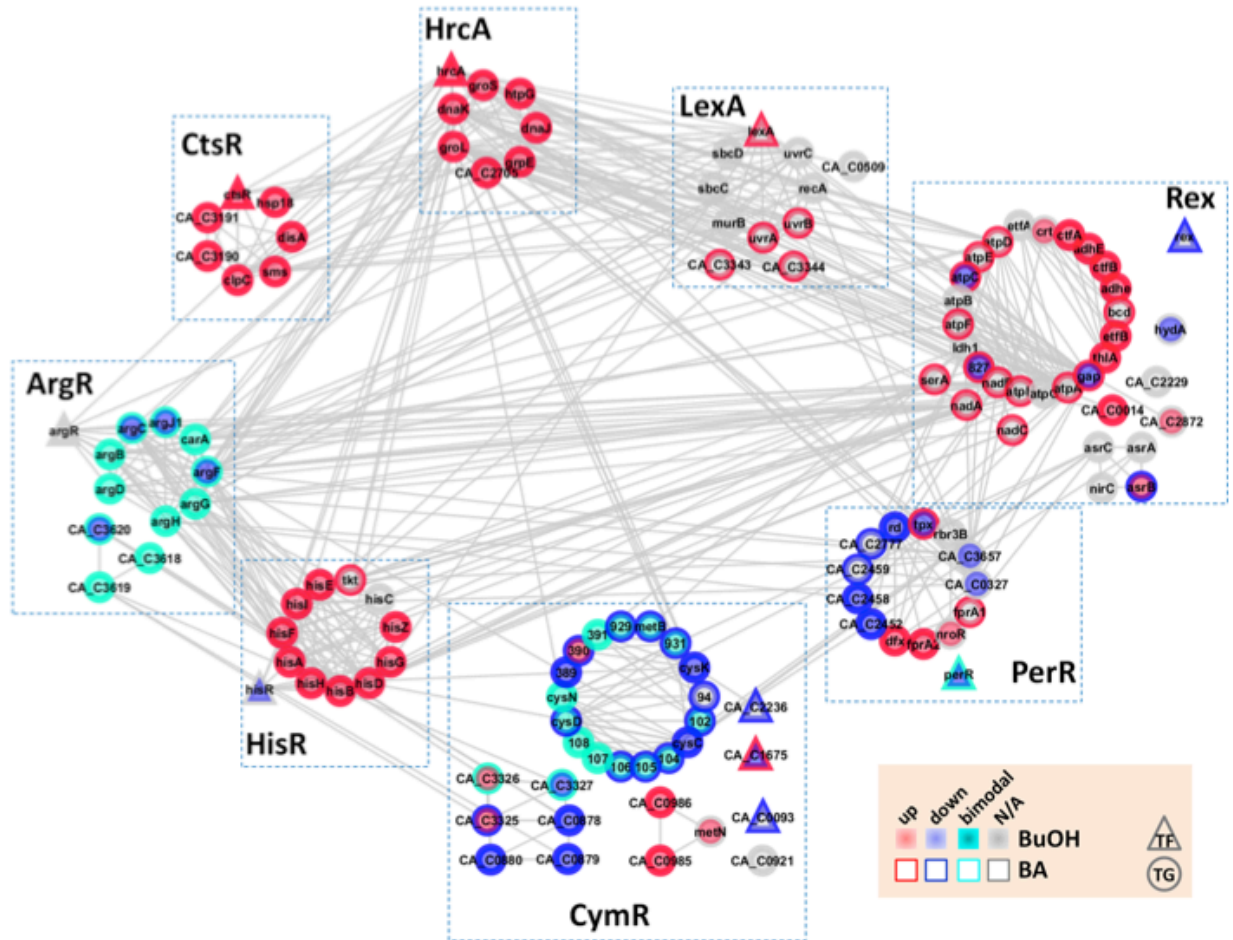 HrcA
hrcA
groS
htpG
dnaK
dnaJ
groL
grpE
CA_C2705
LexA
lexA
sbcD
uvrC
CA_C0509
sbcC
recA
murB
uvrB
uvrA
CA_C3343
CA_C3344
CtsR
ctsR
hsp18
CA_C3191
disA
CA_C3190
sms
clpC
Rex
rex
etfA
crt
ctfA
atpD
adhE
atpE
ctfB
atpC
adhe
atpB
bcd
atpF
etfB
hydA
ldh1
thlA
827
gap
serA
atpA
nadA
nadC
CA_C2229
CA_C0014
CA_C2872
asrC
asrA
nirC
asrB
ArgR
argR
argC
argJ1
carA
argB
argF
argD
argG
argH
CA_C3620
CA_C3618
CA_C3619
HisR
hisR
hisE
tkt
hisC
hisI
hisZ
hisF
hisA
hisG
hisH
hisB
hisD
PerR
perR
rd
tpx
rbr3B
CA_C2777
CA_C3657
CA_C2459
CA_C0327
CA_C2458
fprA1
CA_C2452
nroR
dfx
fprA2
CymR
391
929
metB
390
931
389
cysK
cysN
94
cysD
102
108
cysC
107
106
105
104
CA_C2236
CA_C1675
CA_C0093
CA_C0921
CA_C3326
CA_C3327
CA_C3325
CA_C0878
CA_C0880
CA_C0879
CA_C0986
metN
CA_C0985
up
down
bimodal
N/A
BuOH
BA
TF
TG